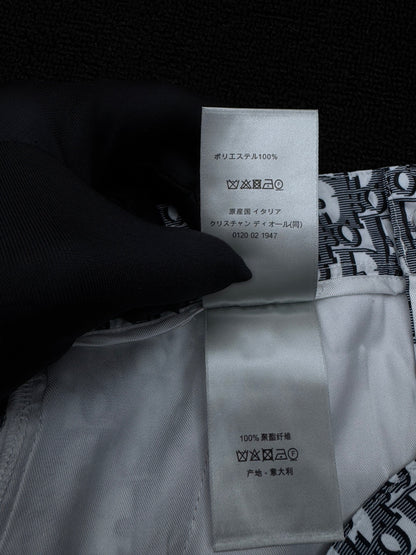 ポリエステル100%
原産国 イタリア
クリスチャン ディオール(同)
0120 02 1947
100% 聚酯纤维
产地 - 意大利